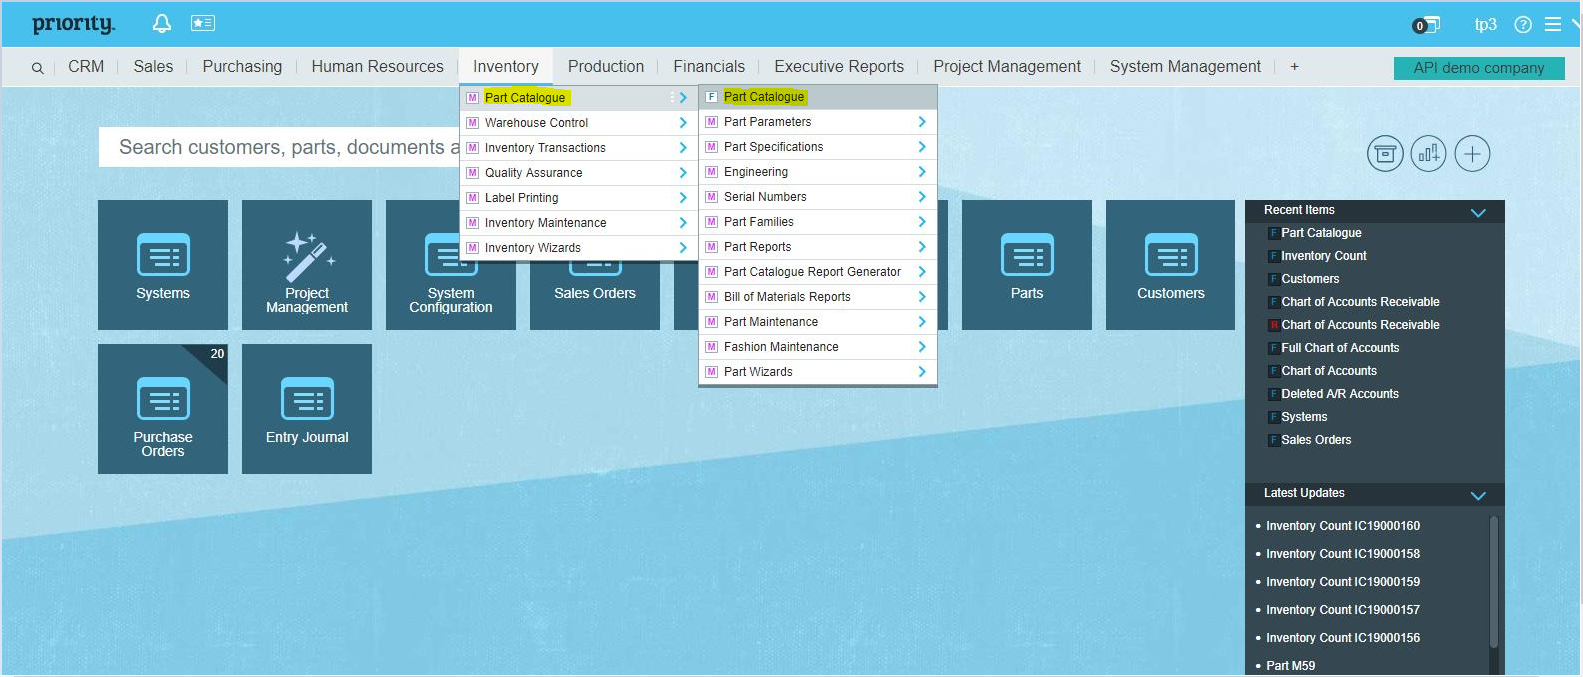 priority.
0
tp3
?
CRM
Sales
Purchasing
Human Resources
Inventory
Production
Financials
Executive Reports
Project Management
System Management
+
API demo company
Search customers, parts, documents a
M Part Catalogue
M Warehouse Control
M Inventory Transactions
M Quality Assurance
M Label Printing
M Inventory Maintenance
M Inventory Wizards
F Part Catalogue
M Part Parameters
M Part Specifications
M Engineering
M Serial Numbers
M Part Families
M Part Reports
M Part Catalogue Report Generator
M Bill of Materials Reports
M Part Maintenance
M Fashion Maintenance
M Part Wizards
Systems
Project
Management
System
Configuration
Sales Orders
Parts
Customers
20
Purchase
Orders
Entry Journal
Recent Items
F Part Catalogue
F Inventory Count
F Customers
F Chart of Accounts Receivable
R Chart of Accounts Receivable
F Full Chart of Accounts
F Chart of Accounts
F Deleted A/R Accounts
F Systems
F Sales Orders
Latest Updates
• Inventory Count IC19000160
• Inventory Count IC19000158
• Inventory Count IC19000159
• Inventory Count IC19000157
• Inventory Count IC19000156
• Part M59